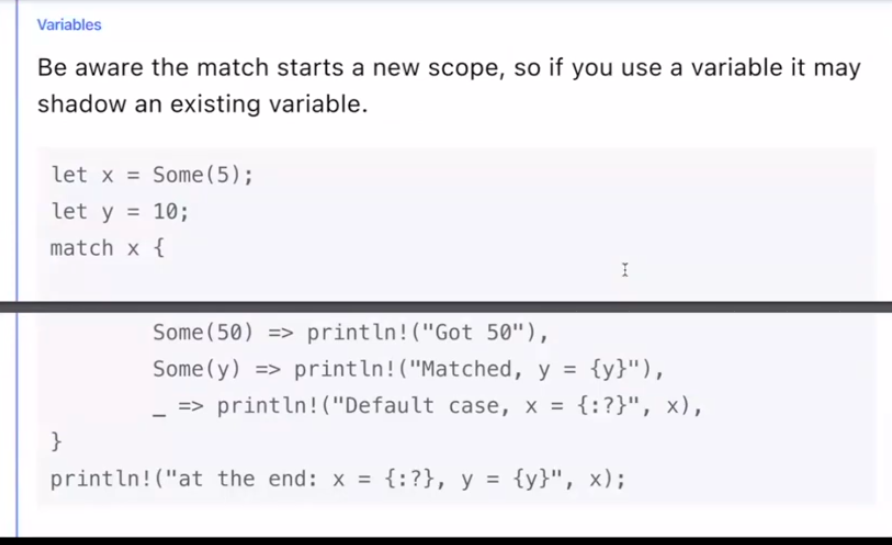 Variables
Be aware the match starts a new scope, so if you use a variable it may
shadow an existing variable.
let x = Some(5);
let y = 10;
match x {
Some(50) => println!("Got 50"),
Some(y) => println!("Matched, y = {y}"),
_ => println!("Default case, x = {:?}", x),
}
println!("at the end: x = {:?}, y = {y}", x);